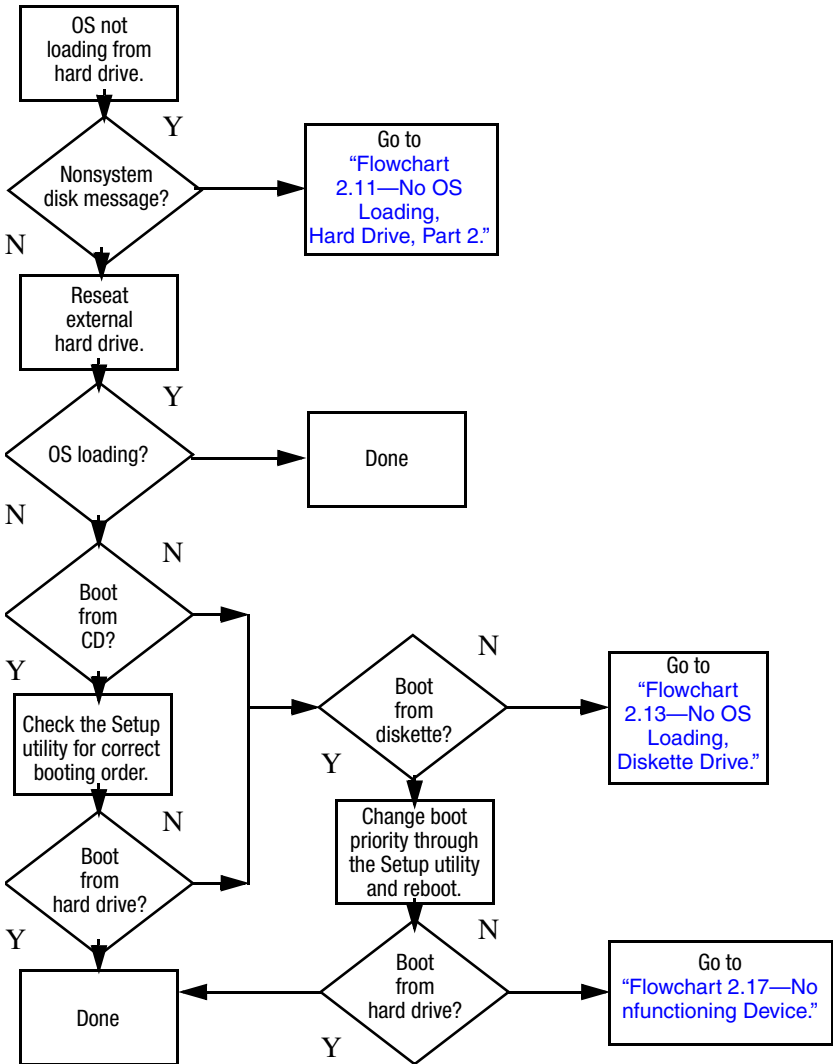 OS not
loading from
hard drive.
Y
Nonsystem
disk message?
Go to
“Flowchart
2.11—No OS
Loading,
Hard Drive, Part 2.”
N
Reseat
external
hard drive.
Y
OS loading?
Done
N
N
Boot
from
CD?
Y
Check the Setup
utility for correct
booting order.
N
Boot
from
hard drive?
Y
Done
N
Boot
from
diskette?
Go to
“Flowchart
2.13—No OS
Loading,
Diskette Drive.”
Y
Change boot
priority through
the Setup utility
and reboot.
N
Boot
from
hard drive?
Go to
“Flowchart 2.17—No
nfunctioning Device.”
Y